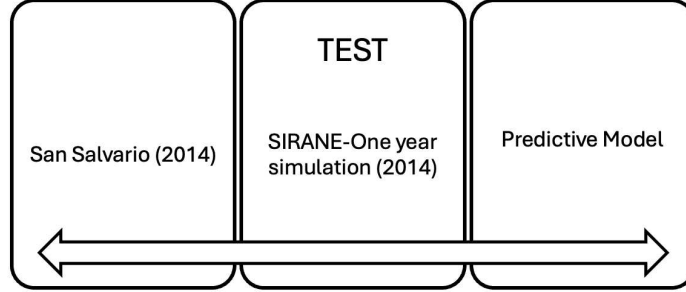 TEST
San Salvario (2014)
SIRANE-One year
simulation (2014)
Predictive Model